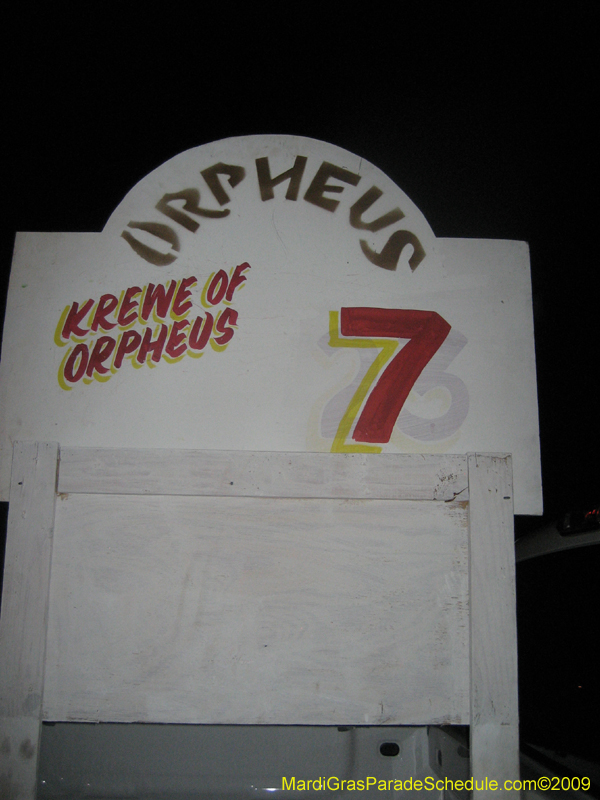 ORPHEUS
KREWE OF
ORPHEUS
7
MardiGrasParadeSchedule.com©2009